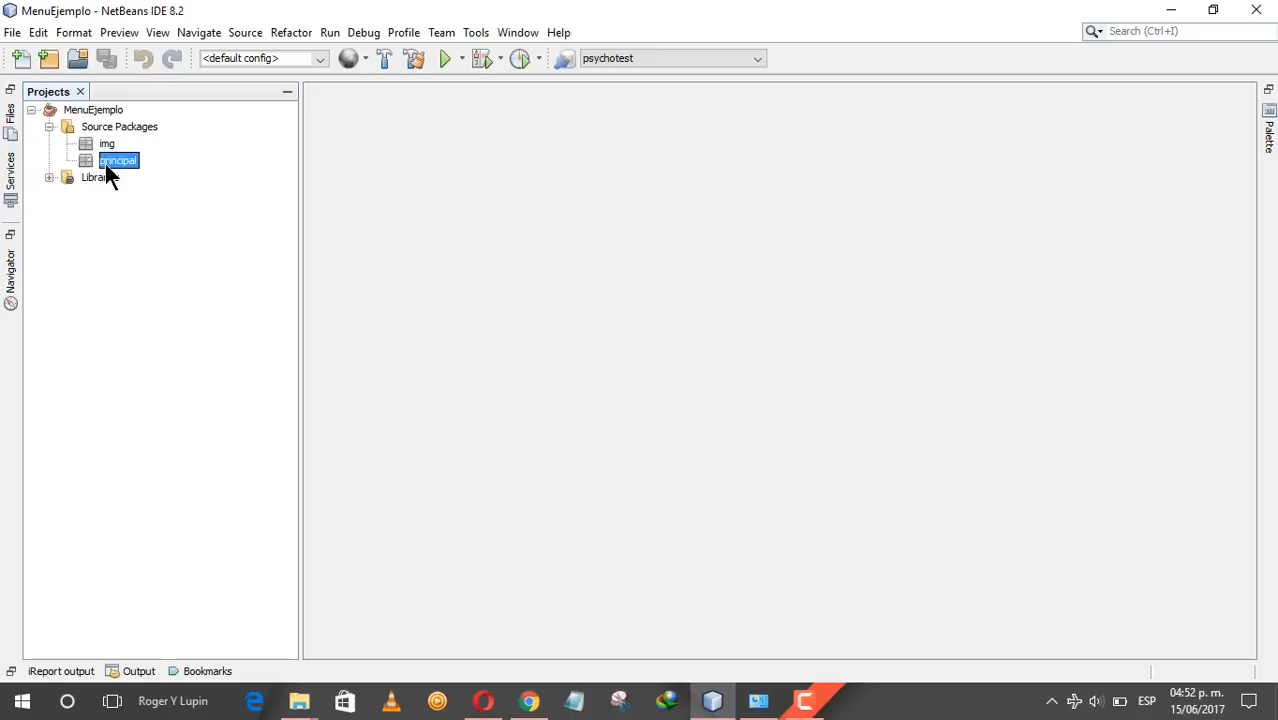 MenuEjemplo - NetBeans IDE 8.2
File Edit Format Preview View Navigate Source Refactor Run Debug Profile Team Tools Window Help
Search (Ctrl+I)
<default config>
psychotest
Projects
Files
Services
Navigator
MenuEjemplo
Source Packages
img
principal
Palette
iReport output Output Bookmarks
Roger Y Lupin
ESP
04:52 p. m.
15/06/2017